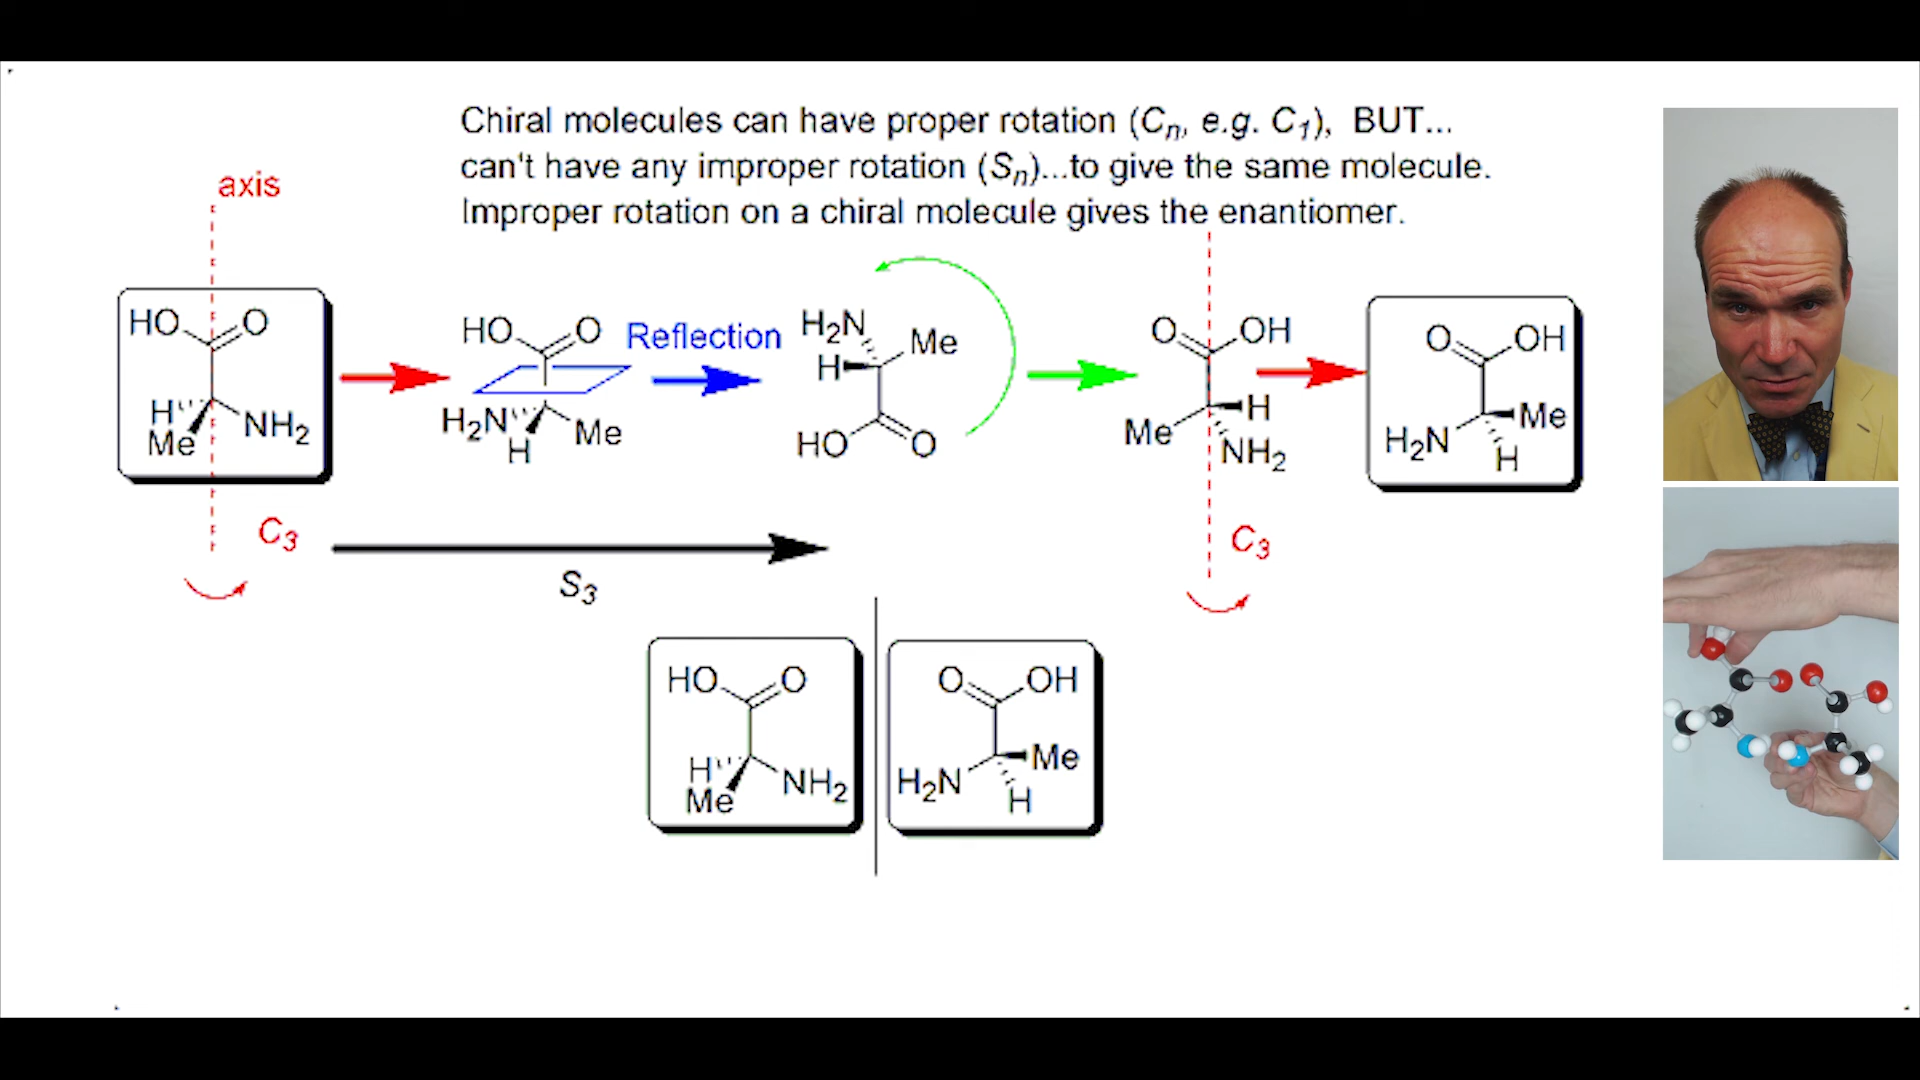 Chiral molecules can have proper rotation (Cn, e.g. C1), BUT...
can't have any improper rotation (Sn)...to give the same molecule.
Improper rotation on a chiral molecule gives the enantiomer.
axis
HO O
H
Me NH2
HO O
H2N Me
H
Reflection
H2N
H Me
HO O
O OH
Me H
NH2
O OH
Me
H2N H
C3
S3
C3
HO O
H
Me NH2
O OH
Me
H2N H